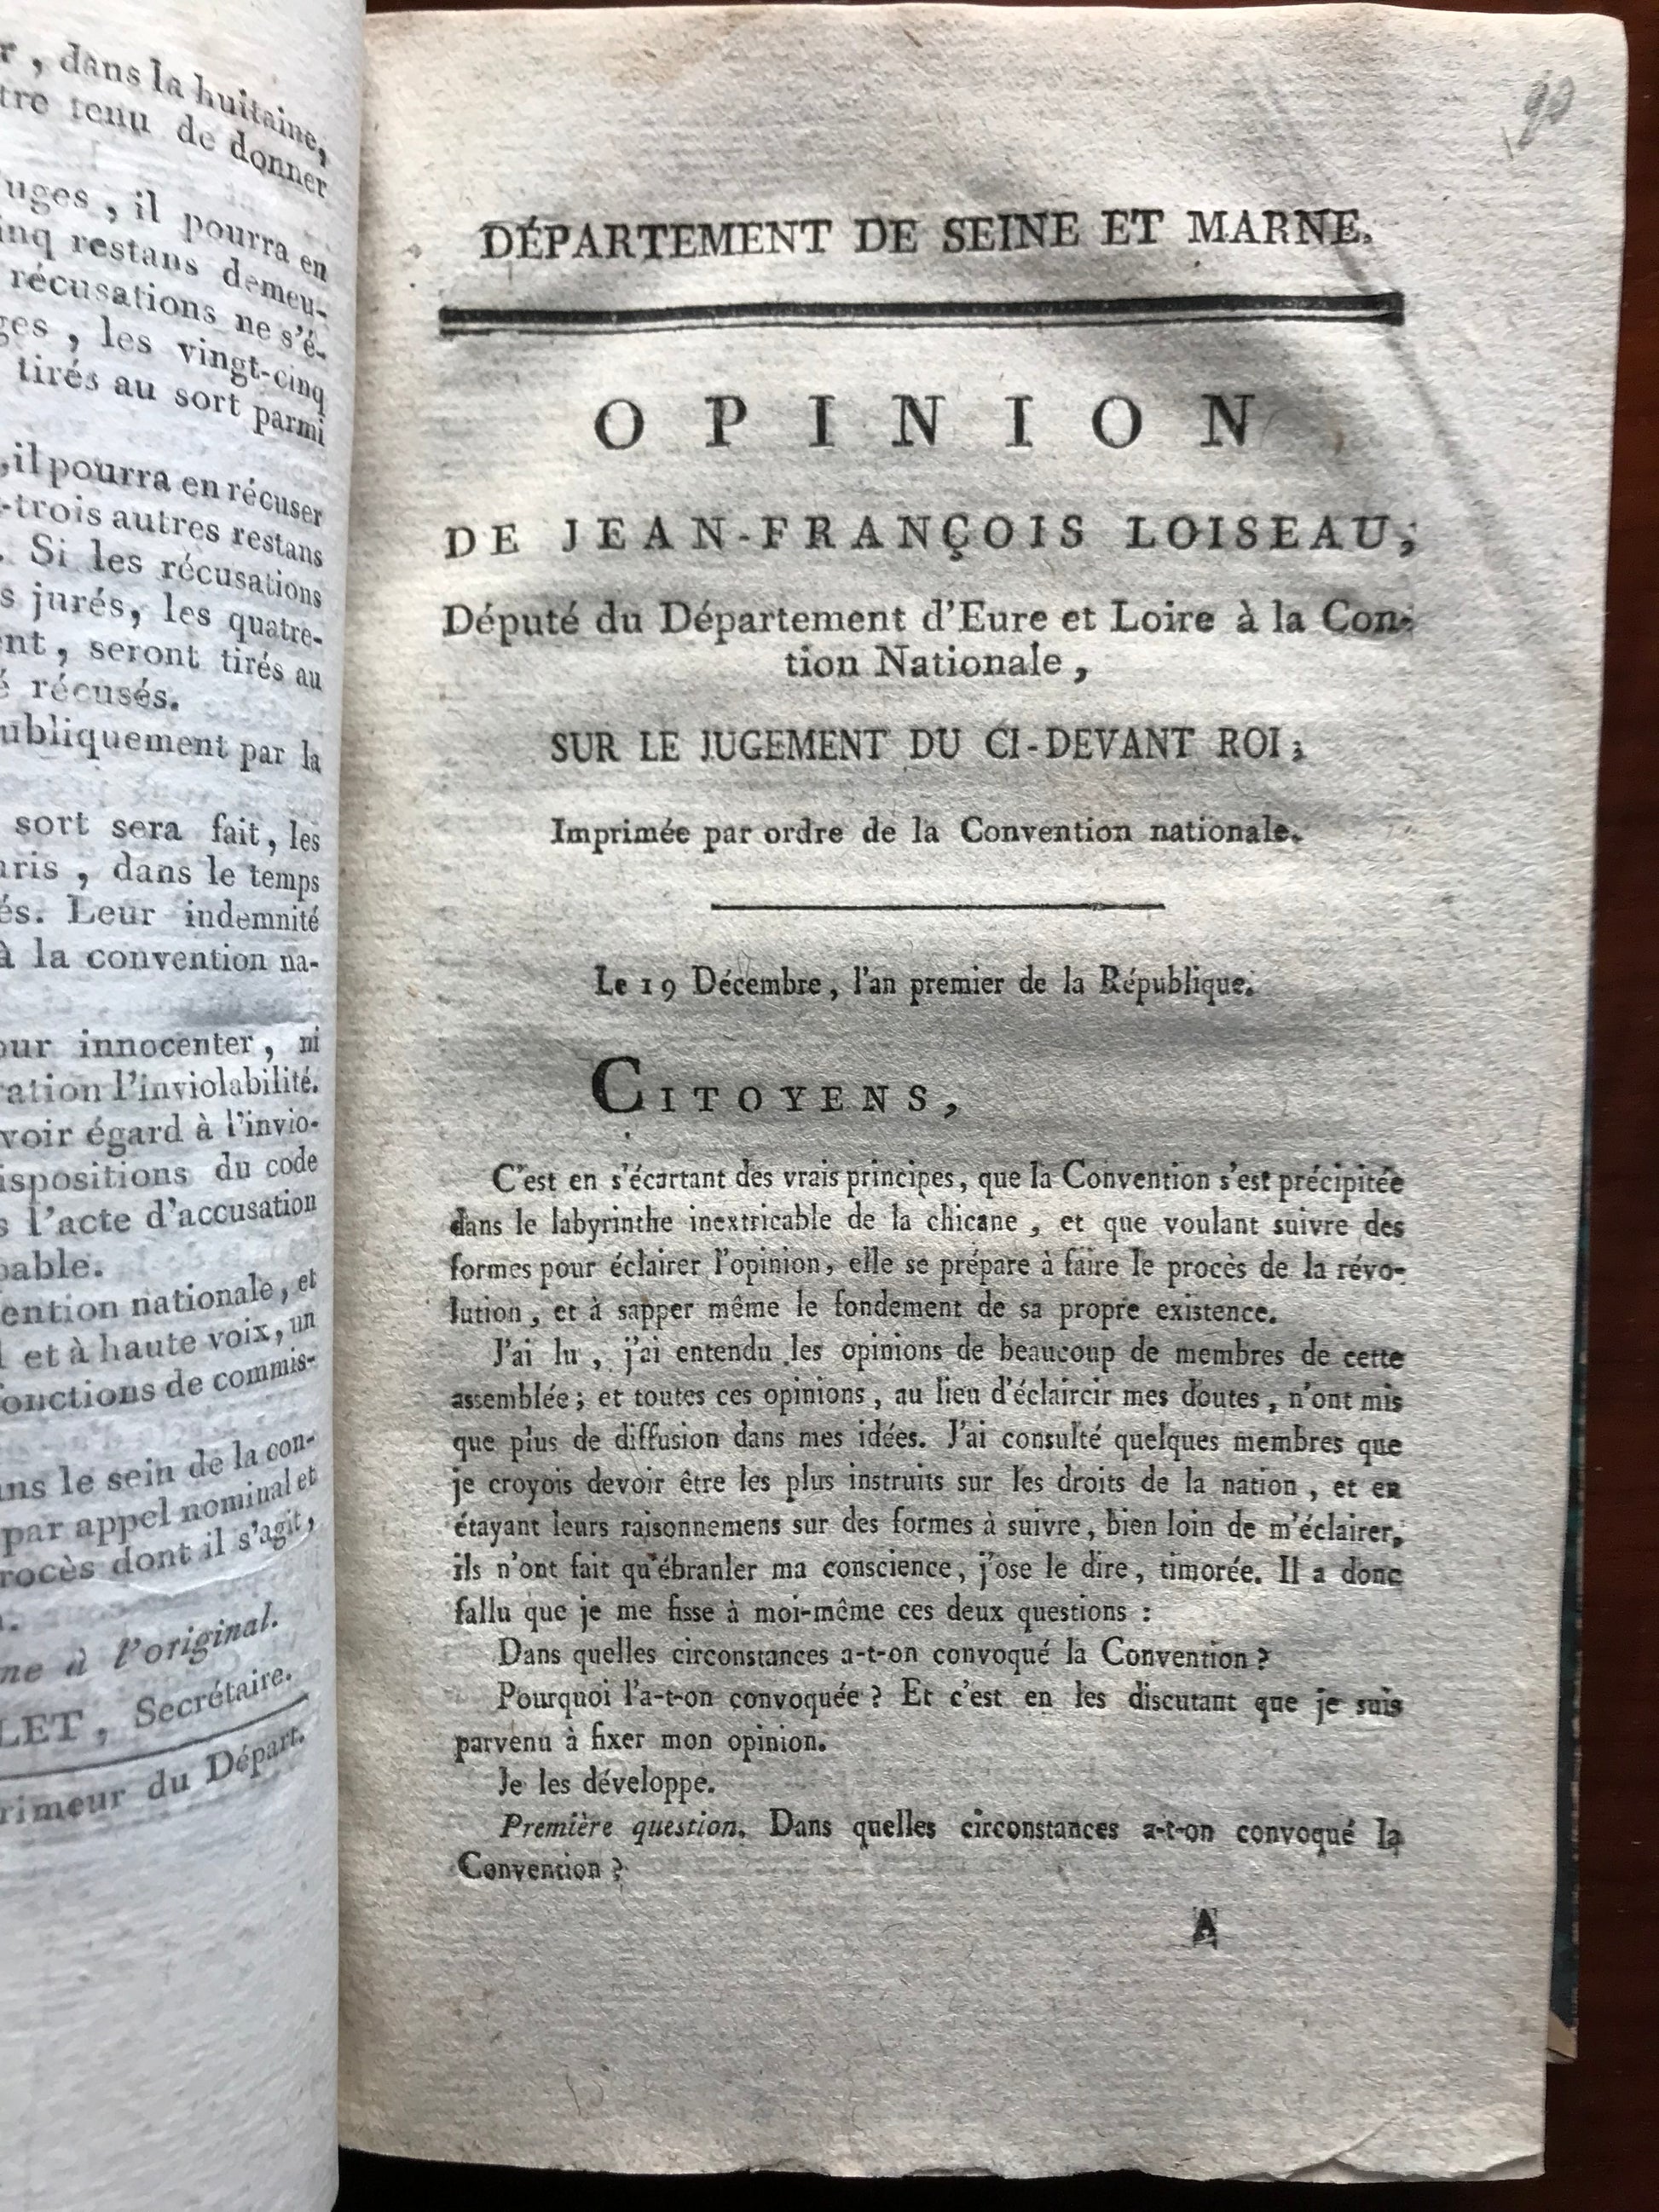 r, dans la huitaine,
tre tenu de donner
uges, il pourra en
inq restans demeu-
récusations ne s'é-
ges, les vingt-cinq
tirés au sort parmi
,il pourra en récuser
-trois autres restans
. Si les récusations
s jurés, les quatre-
ent, seront tirés au
é récusés.
ubliquement par la
sort sera fait, les
aris, dans le temps
és. Leur indemnité
à la convention na-
our innocenter, ni
ration l'inviolabilité.
voir égard à l'invio-
ispositions du code
s l'acte d'accusation
pable.
ention nationale, et
l et à haute voix, un
fonctions de commis-
ans le sein de la con-
par appel nominal et
rocès dont il s'agit,
ne à l'original.
LET, Secrétaire.
rimeur du Départ.
90
DÉPARTEMENT DE SEINE ET MARNE.
OPINION
DE JEAN-FRANÇOIS LOISEAU,
Député du Département d'Eure et Loire à la Con-
tion Nationale,
SUR LE JUGEMENT DU CI-DEVANT ROI;
Imprimée par ordre de la Convention nationale.
Le 19 Décembre, l'an premier de la République.
CITOYENS,
C'est en s'écartant des vrais principes, que la Convention s'est précipitée
dans le labyrinthe inextricable de la chicane, et que voulant suivre des
formes pour éclairer l'opinion, elle se prépare à faire le procès de la révo-
lution, et à sapper même le fondement de sa propre existence.
J'ai lu, j'ai entendu les opinions de beaucoup de membres de cette
assemblée; et toutes ces opinions, au lieu d'éclaircir mes doutes, n'ont mis
que plus de diffusion dans mes idées. J'ai consulté quelques membres que
je croyois devoir être les plus instruits sur les droits de la nation, et en
étayant leurs raisonnemens sur des formes à suivre, bien loin de m'éclairer,
ils n'ont fait qu'ébranler ma conscience, j'ose le dire, timorée. Il a donc
fallu que je me fisse à moi-même ces deux questions :
Dans quelles circonstances a-t-on convoqué la Convention?
Pourquoi l'a-t-on convoquée? Et c'est en les discutant que je suis
parvenu à fixer mon opinion.
Je les développe.
Première question. Dans quelles circonstances a-t-on convoqué la
Convention?
A